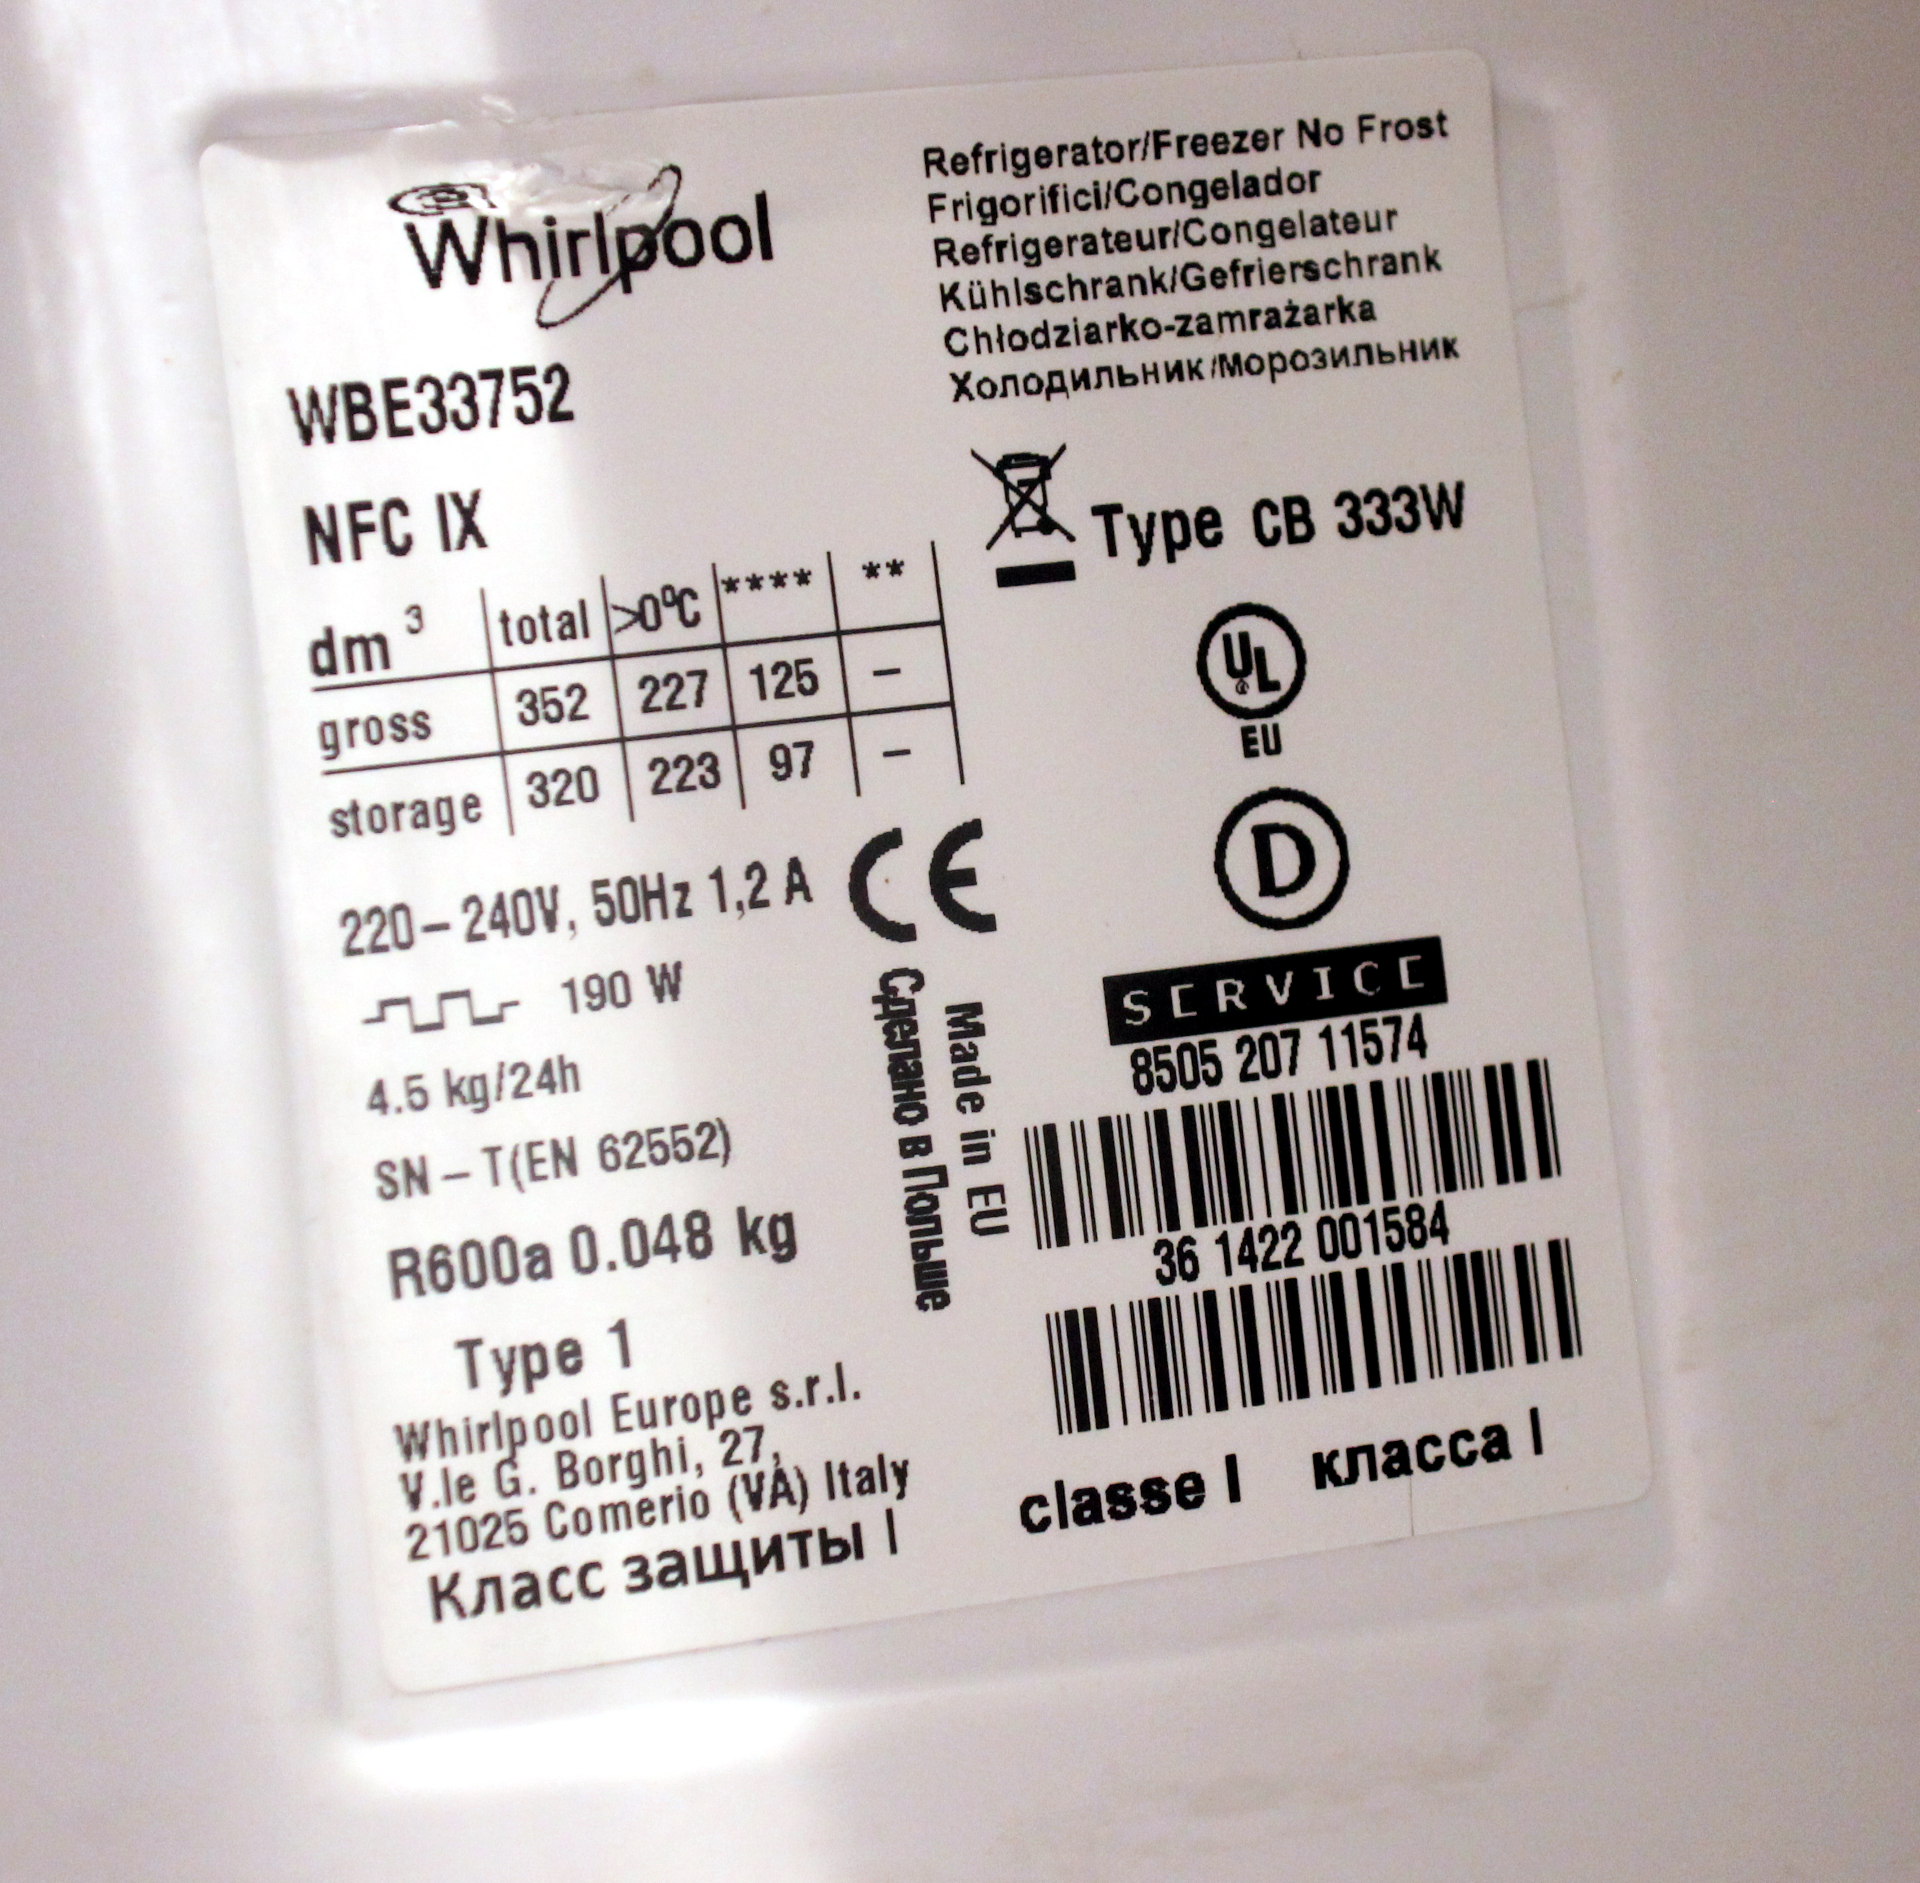 Whirlpool
WBE33752
NFC IX
dm³ total >0ºC **** **
gross 352 227 125 –
storage 320 223 97 –
220–240V, 50Hz 1,2 A
190 W
4.5 kg/24h
SN – T(EN 62552)
R600a 0.048 kg
Type 1
Whirlpool Europe s.r.l.
V.le G. Borghi, 27,
21025 Comerio (VA) Italy
Класс защиты I
CE
Made in EU
Сделано в Польше
Refrigerator/Freezer No Frost
Frigorifici/Congelador
Refrigerateur/Congelateur
Kühlschrank/Gefrierschrank
Chłodziarko-zamrażarka
Холодильник/Морозильник
Type CB 333W
UL
EU
D
SERVICE
8505 207 11574
36 1422 001584
classe I класса I